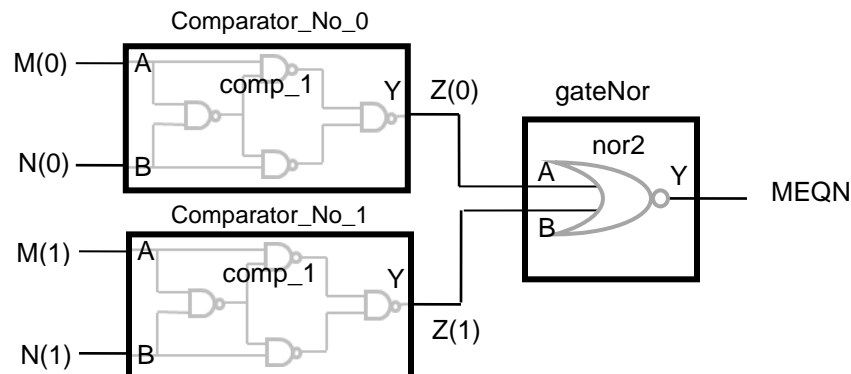 Comparator_No_0
M(0)
A
comp_1
Y
Z(0)
N(0)
B
gateNor
nor2
A
Y
MEQN
B
Comparator_No_1
M(1)
A
comp_1
Y
Z(1)
N(1)
B